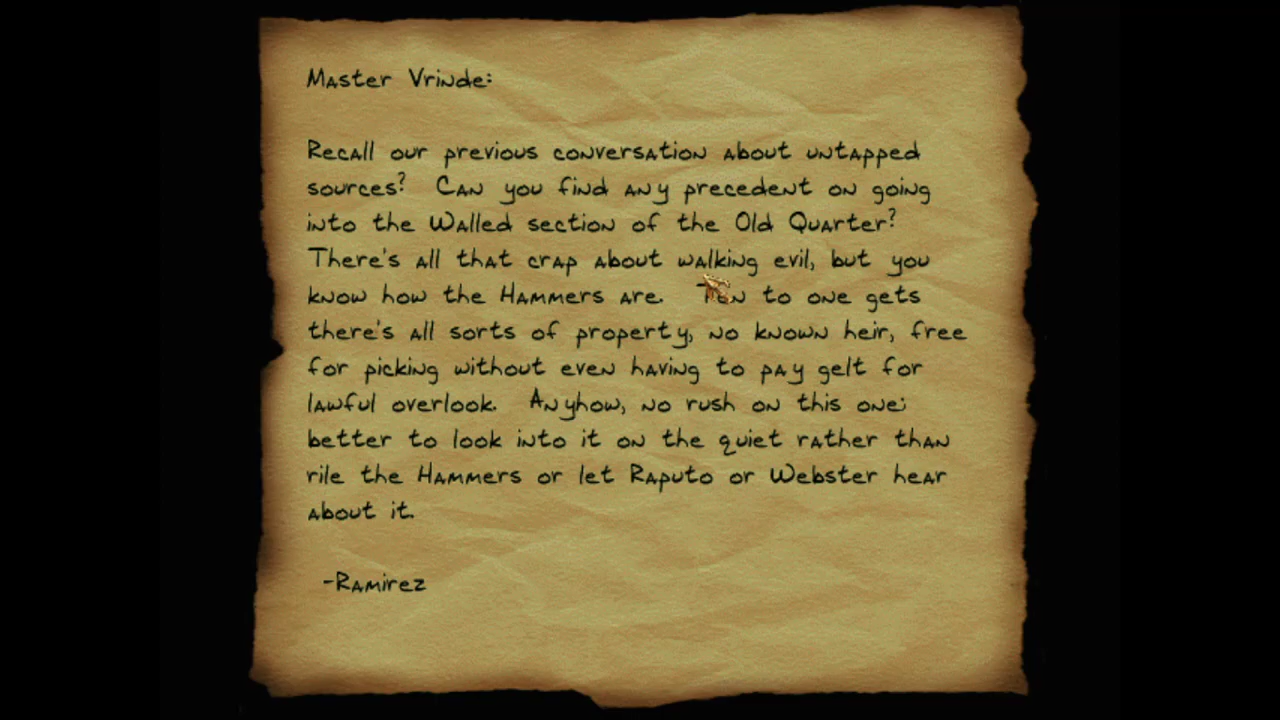 Master Vrinde:
Recall our previous conversation about untapped
sources? Can you find any precedent on going
into the Walled section of the Old Quarter?
There's all that crap about walking evil, but you
know how the Hammers are. Ten to one gets
there's all sorts of property, no known heir, free
for picking without even having to pay gelt for
lawful overlook. Anyhow, no rush on this one;
better to look into it on the quiet rather than
rile the Hammers or let Raputo or Webster hear
about it.
-Ramirez